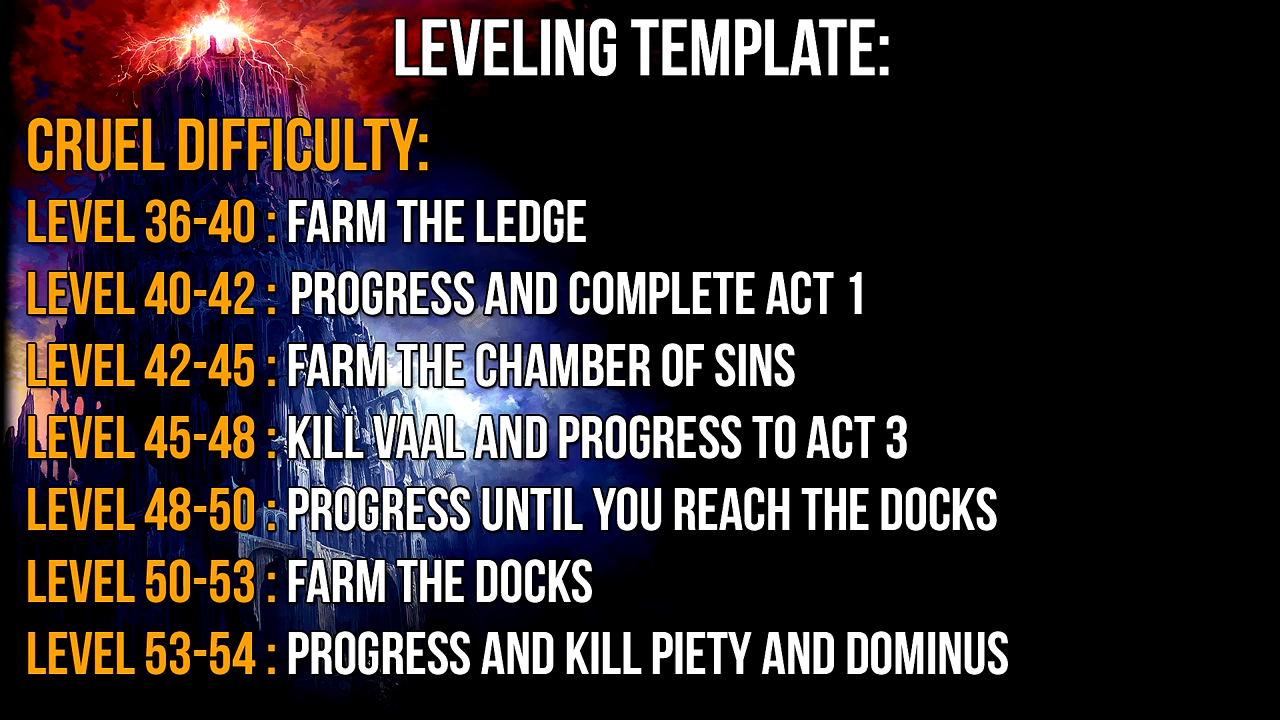 LEVELING TEMPLATE:
CRUEL DIFFICULTY:
LEVEL 36-40 : FARM THE LEDGE
LEVEL 40-42 : PROGRESS AND COMPLETE ACT 1
LEVEL 42-45 : FARM THE CHAMBER OF SINS
LEVEL 45-48 : KILL VAAL AND PROGRESS TO ACT 3
LEVEL 48-50 : PROGRESS UNTIL YOU REACH THE DOCKS
LEVEL 50-53 : FARM THE DOCKS
LEVEL 53-54 : PROGRESS AND KILL PIETY AND DOMINUS